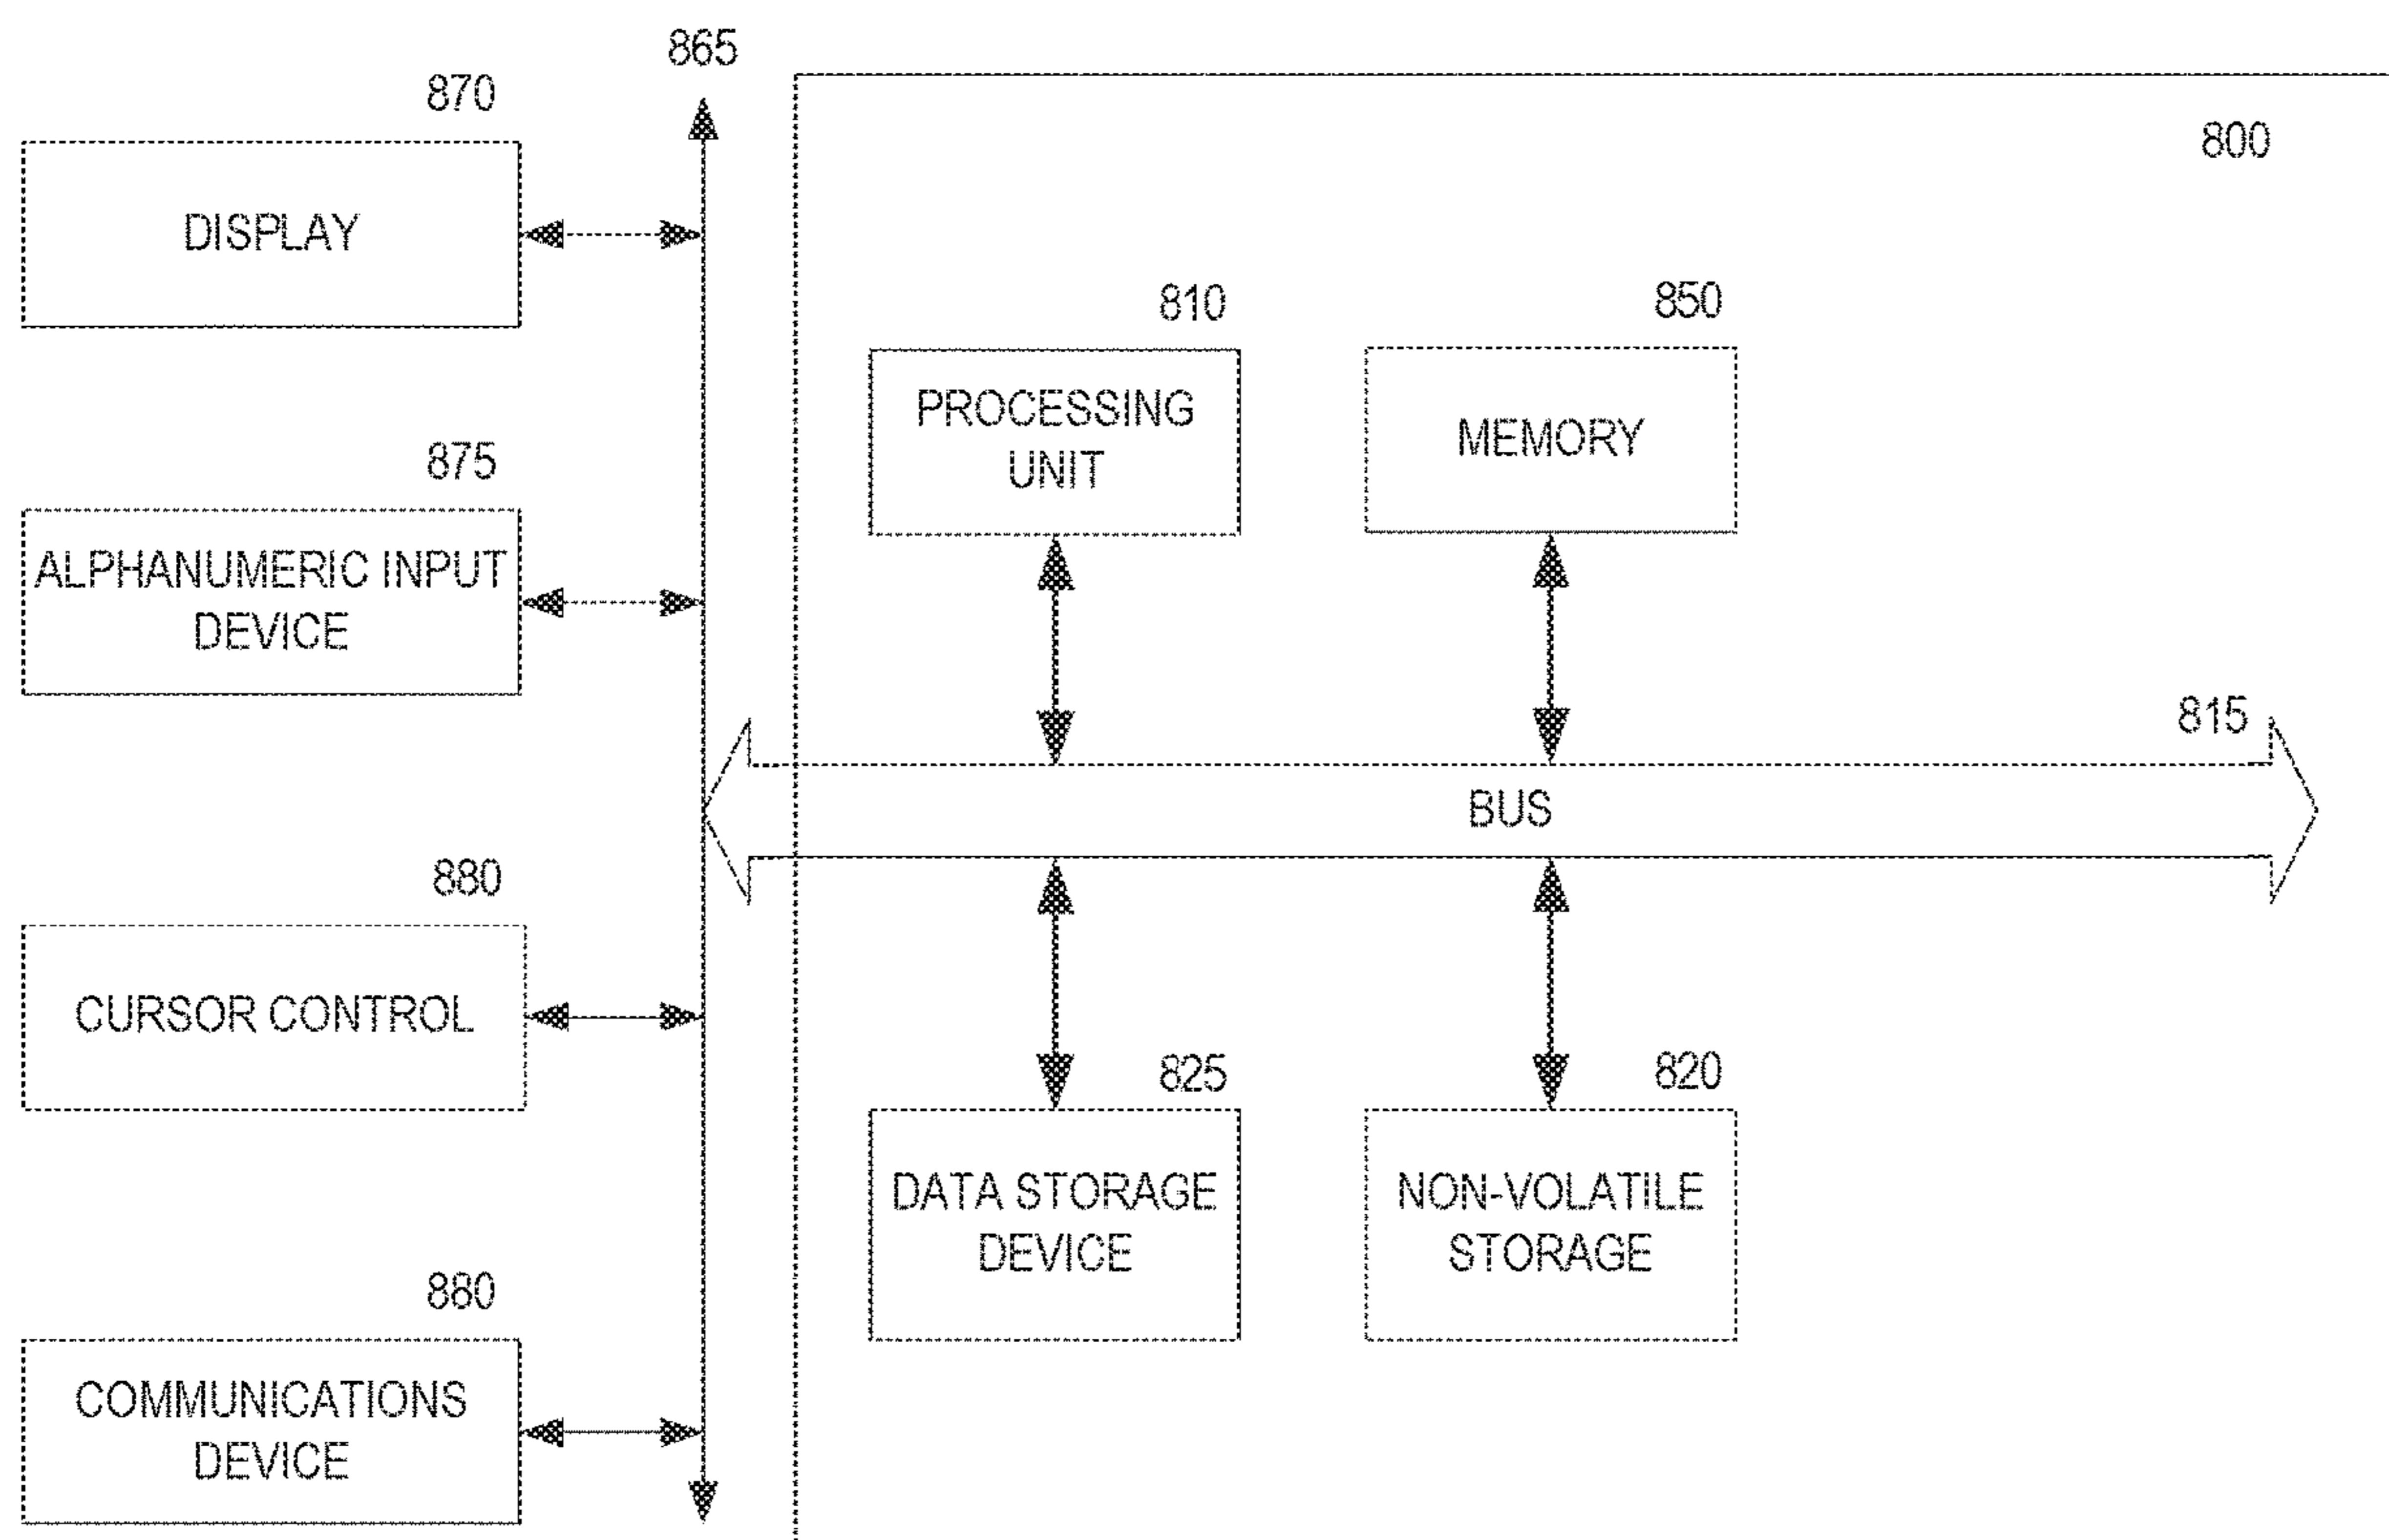 865
870
800
DISPLAY
810
850
PROCESSING
UNIT
MEMORY
875
ALPHANUMERIC INPUT
DEVICE
815
BUS
880
CURSOR CONTROL
825
820
DATA STORAGE
DEVICE
NON-VOLATILE
STORAGE
880
COMMUNICATIONS
DEVICE